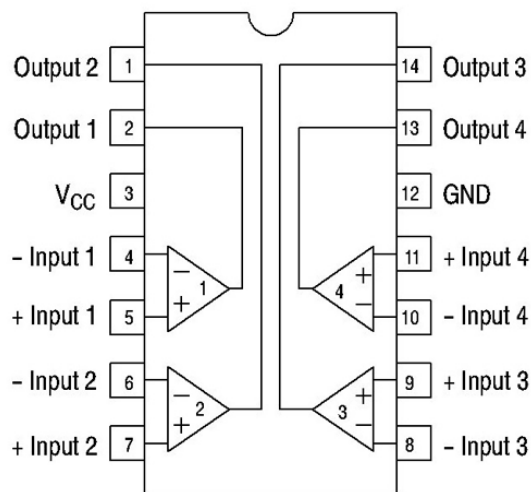 Output 2 1 14 Output 3
Output 1 2 13 Output 4
VCC 3 12 GND
– Input 1 4 – + 11 + Input 4
1 4
+ Input 1 5 + – 10 – Input 4
– Input 2 6 – + 9 + Input 3
2 3
+ Input 2 7 + – 8 – Input 3